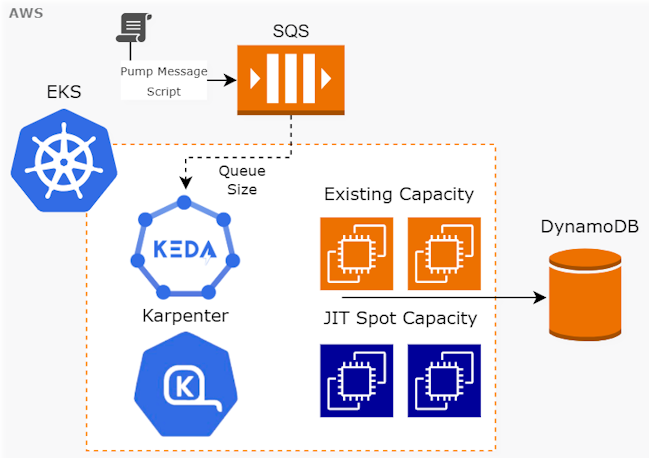 AWS
SQS
Pump Message
Script
EKS
Queue
Size
Existing Capacity
KEDA
DynamoDB
Karpenter
JIT Spot Capacity
K